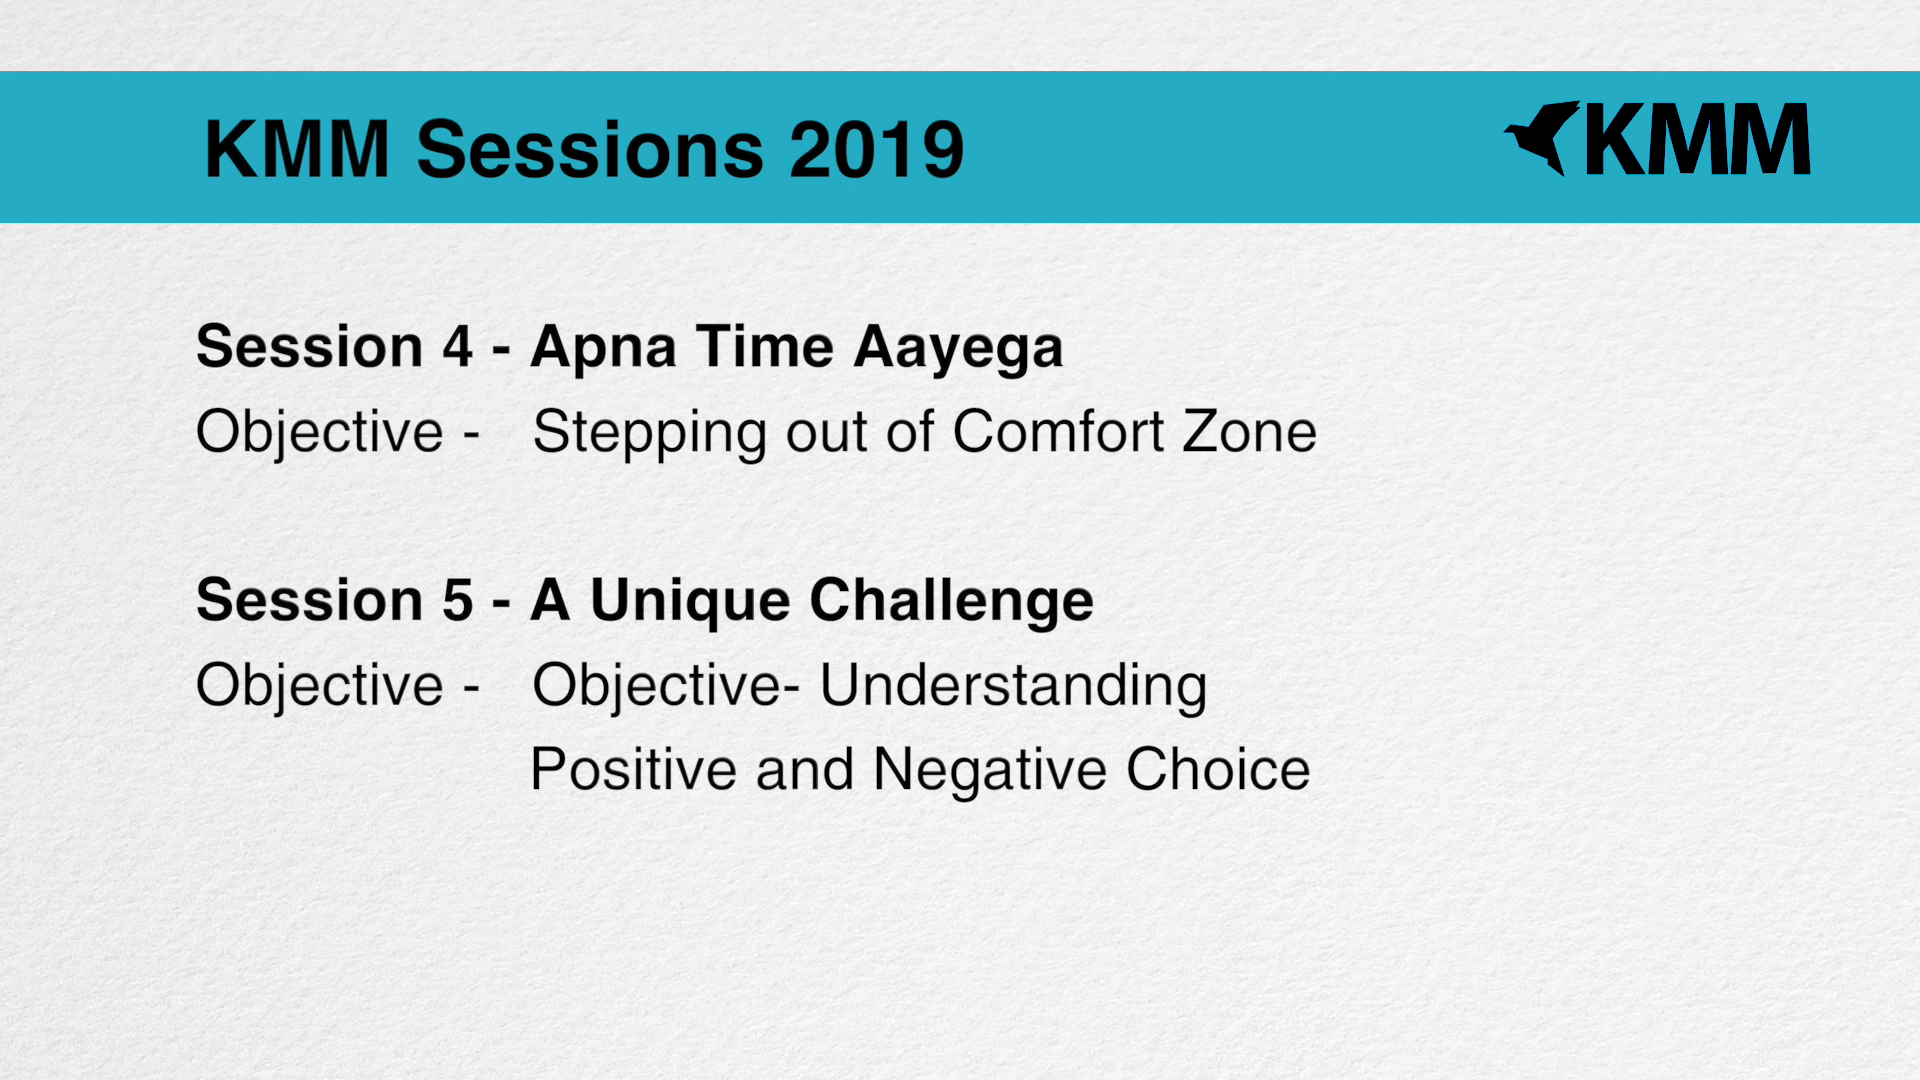 KMM Sessions 2019
KMM
Session 4 - Apna Time Aayega
Objective - Stepping out of Comfort Zone
Session 5 - A Unique Challenge
Objective - Objective- Understanding
Positive and Negative Choice